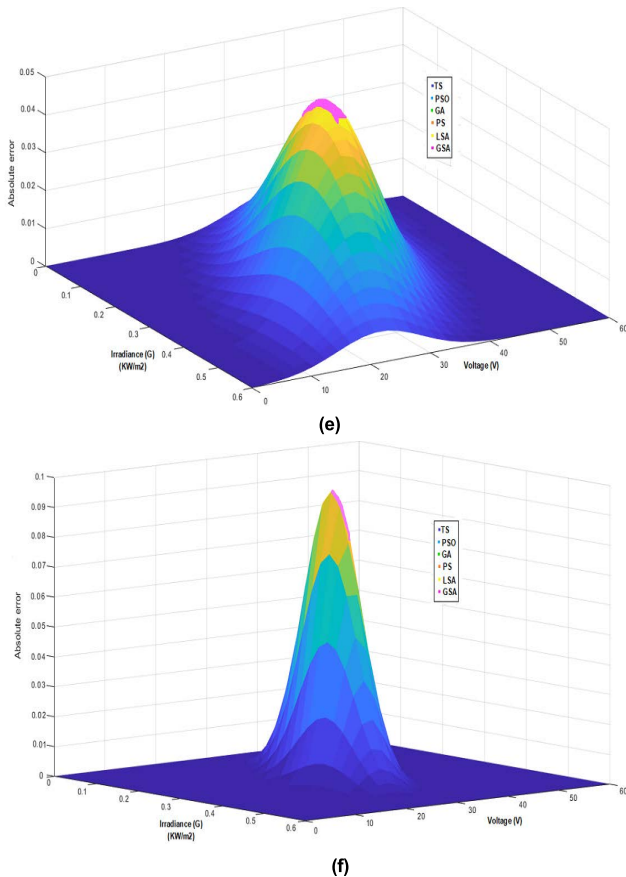 0.05
0.04
0.03
0.02
0.01
0
Absolute error
TS
PSO
GA
PS
LSA
GSA
0
0.1
0.2
0.3
0.4
0.5
0.6
Irradiance (G)
(KW/m2)
0
10
20
30
40
50
60
Voltage (V)
(e)
0.1
0.09
0.08
0.07
0.06
0.05
0.04
0.03
0.02
0.01
0
Absolute error
TS
PSO
GA
PS
LSA
GSA
0
0.1
0.2
0.3
0.4
0.5
0.6
Irradiance (G)
(KW/m2)
0
10
20
30
40
50
60
Voltage (V)
(f)